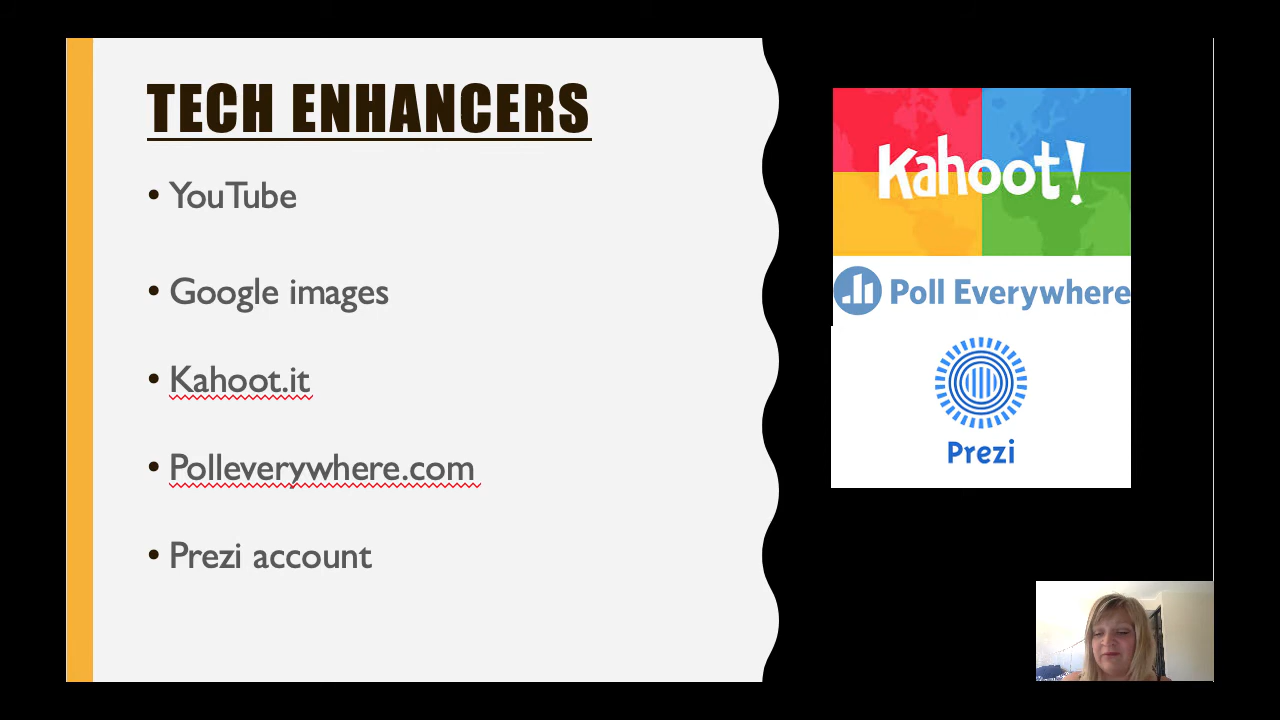 TECH ENHANCERS
• YouTube
• Google images
• Kahoot.it
• Polleverywhere.com
• Prezi account
Kahoot!
Poll Everywhere
Prezi